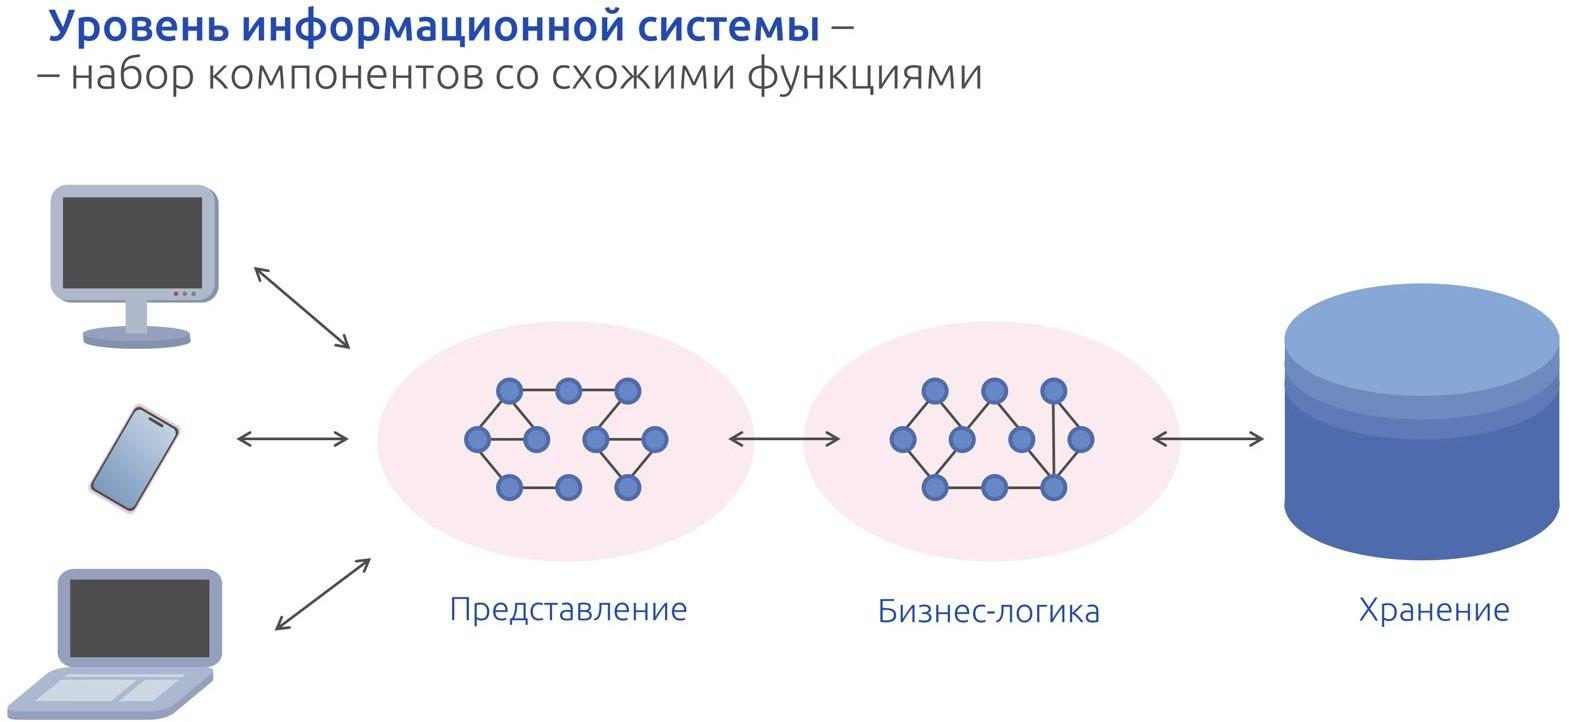 Уровень информационной системы –
– набор компонентов со схожими функциями
Представление
Бизнес-логика
Хранение